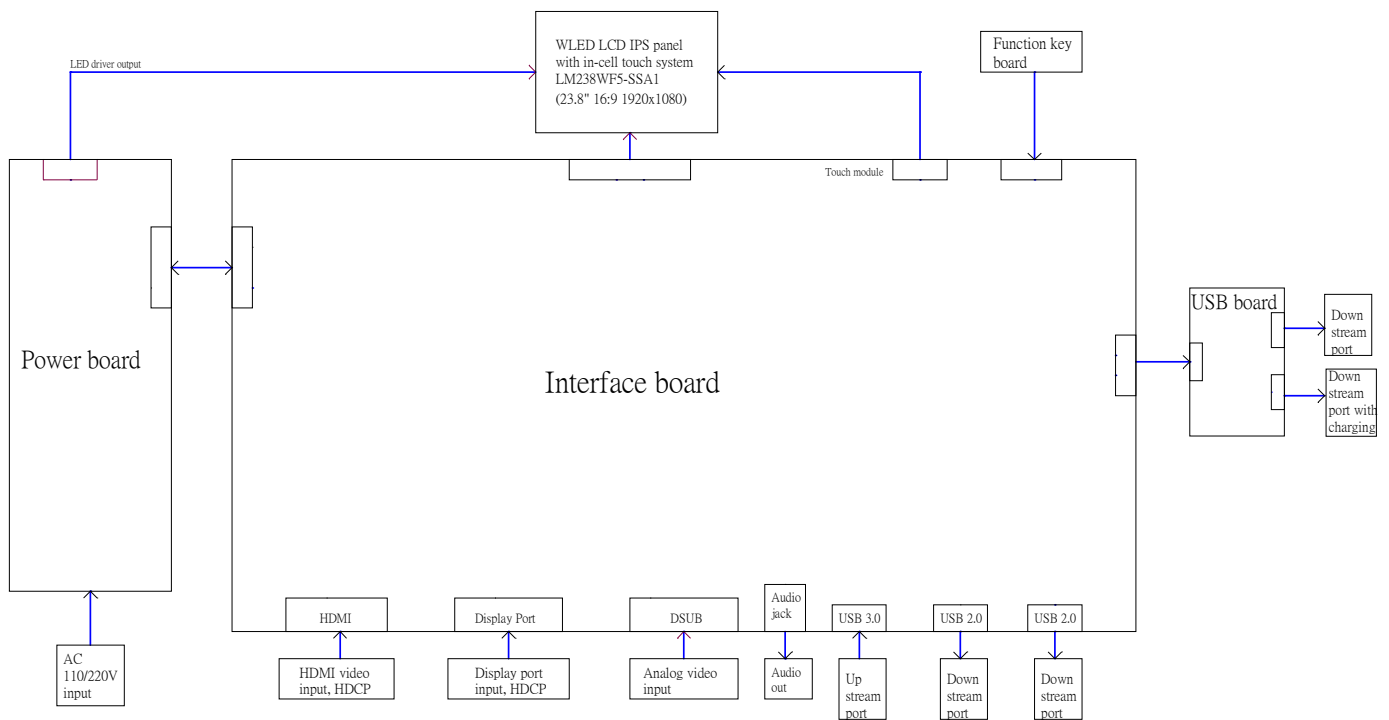 WLED LCD IPS panel
with in-cell touch system
LM238WF5-SSA1
(23.8" 16:9 1920x1080)
Function key
board
LED driver output
Touch module
Power board
Interface board
USB board
Down
stream
port
Down
stream
port with
charging
HDMI
Display Port
DSUB
Audio
jack
USB 3.0
USB 2.0
USB 2.0
AC
110/220V
input
HDMI video
input, HDCP
Display port
input, HDCP
Analog video
input
Audio
out
Up
stream
port
Down
stream
port
Down
stream
port